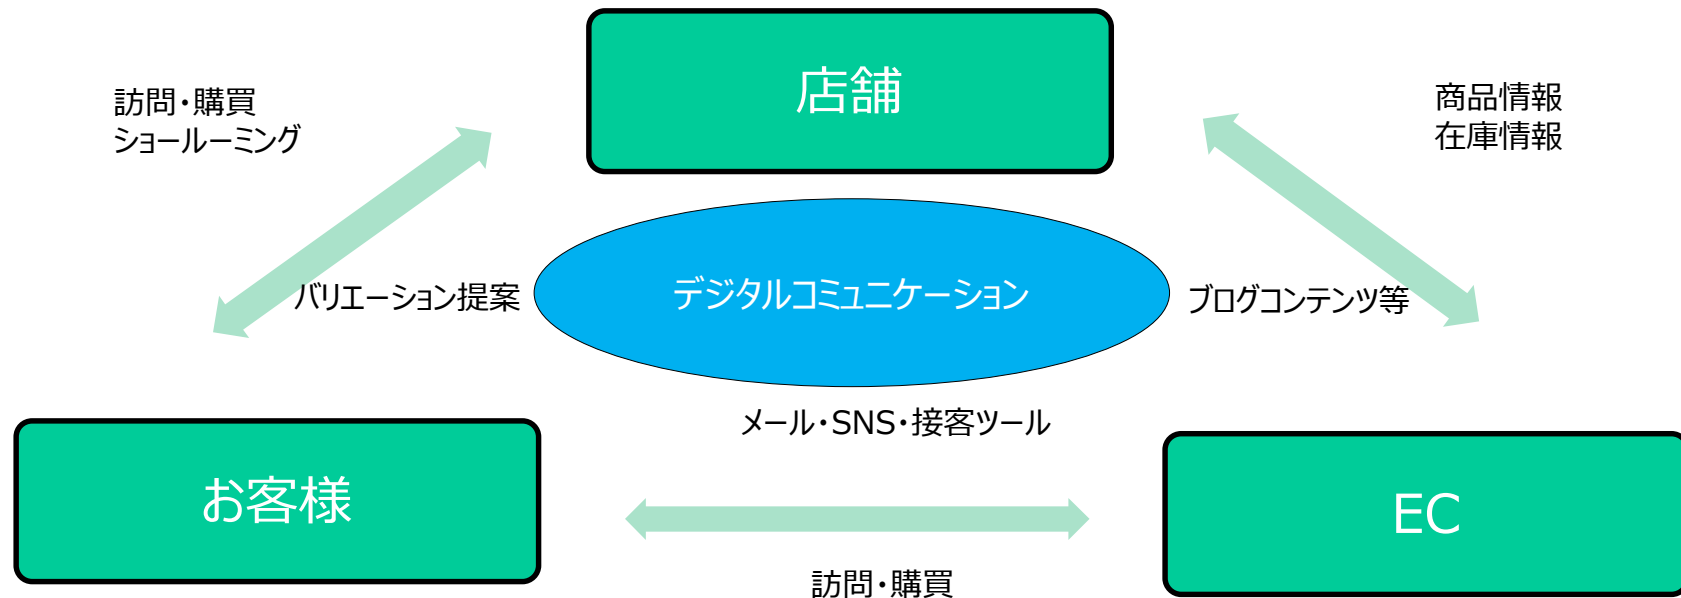 店舗
訪問・購買
ショールーミング
商品情報
在庫情報
バリエーション提案
デジタルコミュニケーション
ブログコンテンツ等
メール・SNS・接客ツール
お客様
EC
訪問・購買